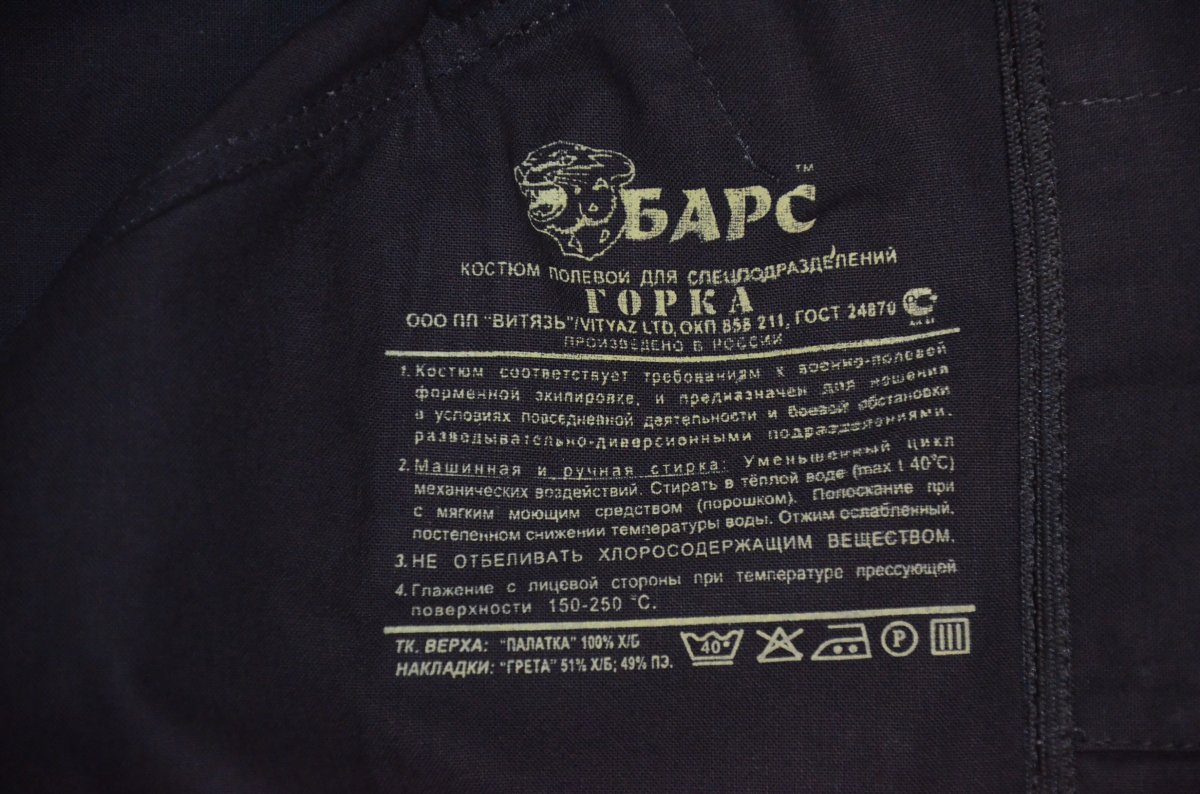 БАРС™
КОСТЮМ ПОЛЕВОЙ ДЛЯ СПЕЦПОДРАЗДЕЛЕНИЙ
ГОРКА
ООО ПП "ВИТЯЗЬ"/VITYAZ LTD, ОКП 858 211, ГОСТ 24870
ПРОИЗВЕДЕНО В РОССИИ
1. Костюм соответствует требованиям к военно-полевой
форменной экипировке, и предназначен для ношения
в условиях повседневной деятельности и боевой обстановки
разводывательно-диверсионными подразделениями.
2. Машинная и ручная стирка: Уменьшенный цикл
механических воздействий. Стирать в тёплой воде (max t 40°C)
с мягким моющим средством (порошком). Полоскание при
постепенном снижении температуры воды. Отжим ослабленный.
3. НЕ ОТБЕЛИВАТЬ ХЛОРОСОДЕРЖАЩИМ ВЕЩЕСТВОМ.
4. Глажение с лицевой стороны при температуре прессующей
поверхности 150-250 °С.
ТК. ВЕРХА: "ПАЛАТКА" 100% Х/Б
НАКЛАДКИ: "ГРЕТА" 51% Х/Б; 49% ПЭ.
40° P